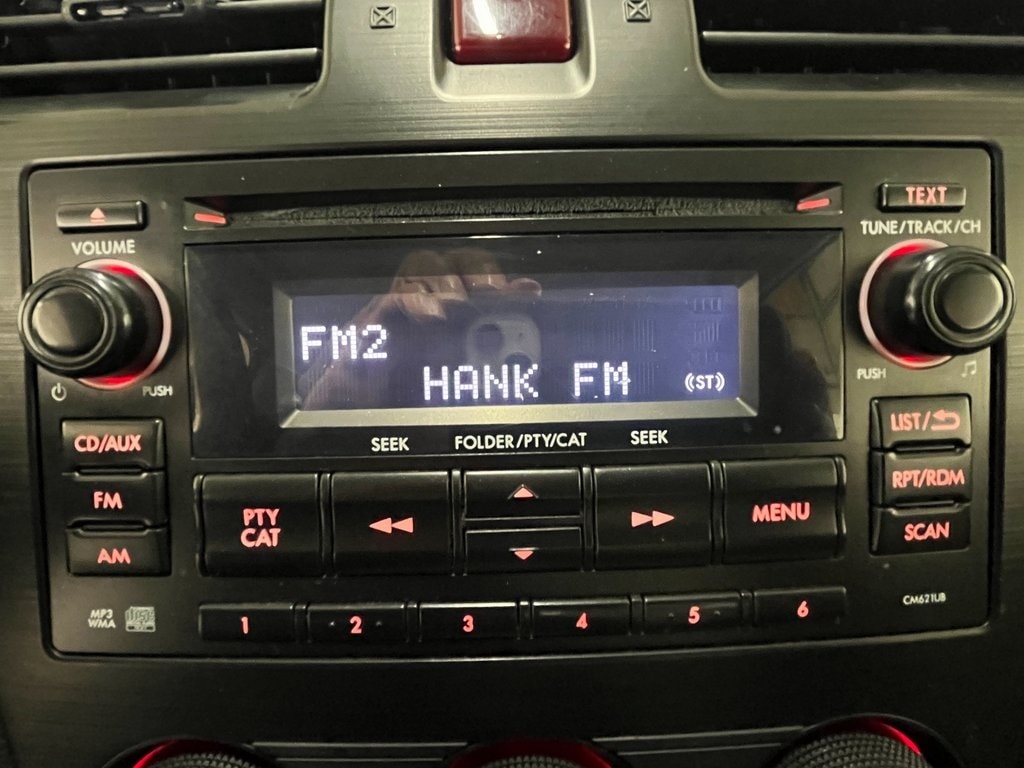 TEXT
VOLUME
TUNE/TRACK/CH
FM2
HANK FM ((ST))
PUSH
PUSH
SEEK FOLDER/PTY/CAT SEEK
CD/AUX
LIST/
FM
PTY
CAT
MENU
RPT/RDM
AM
SCAN
MP3
WMA
1 2 3 4 5 6
CM621UB